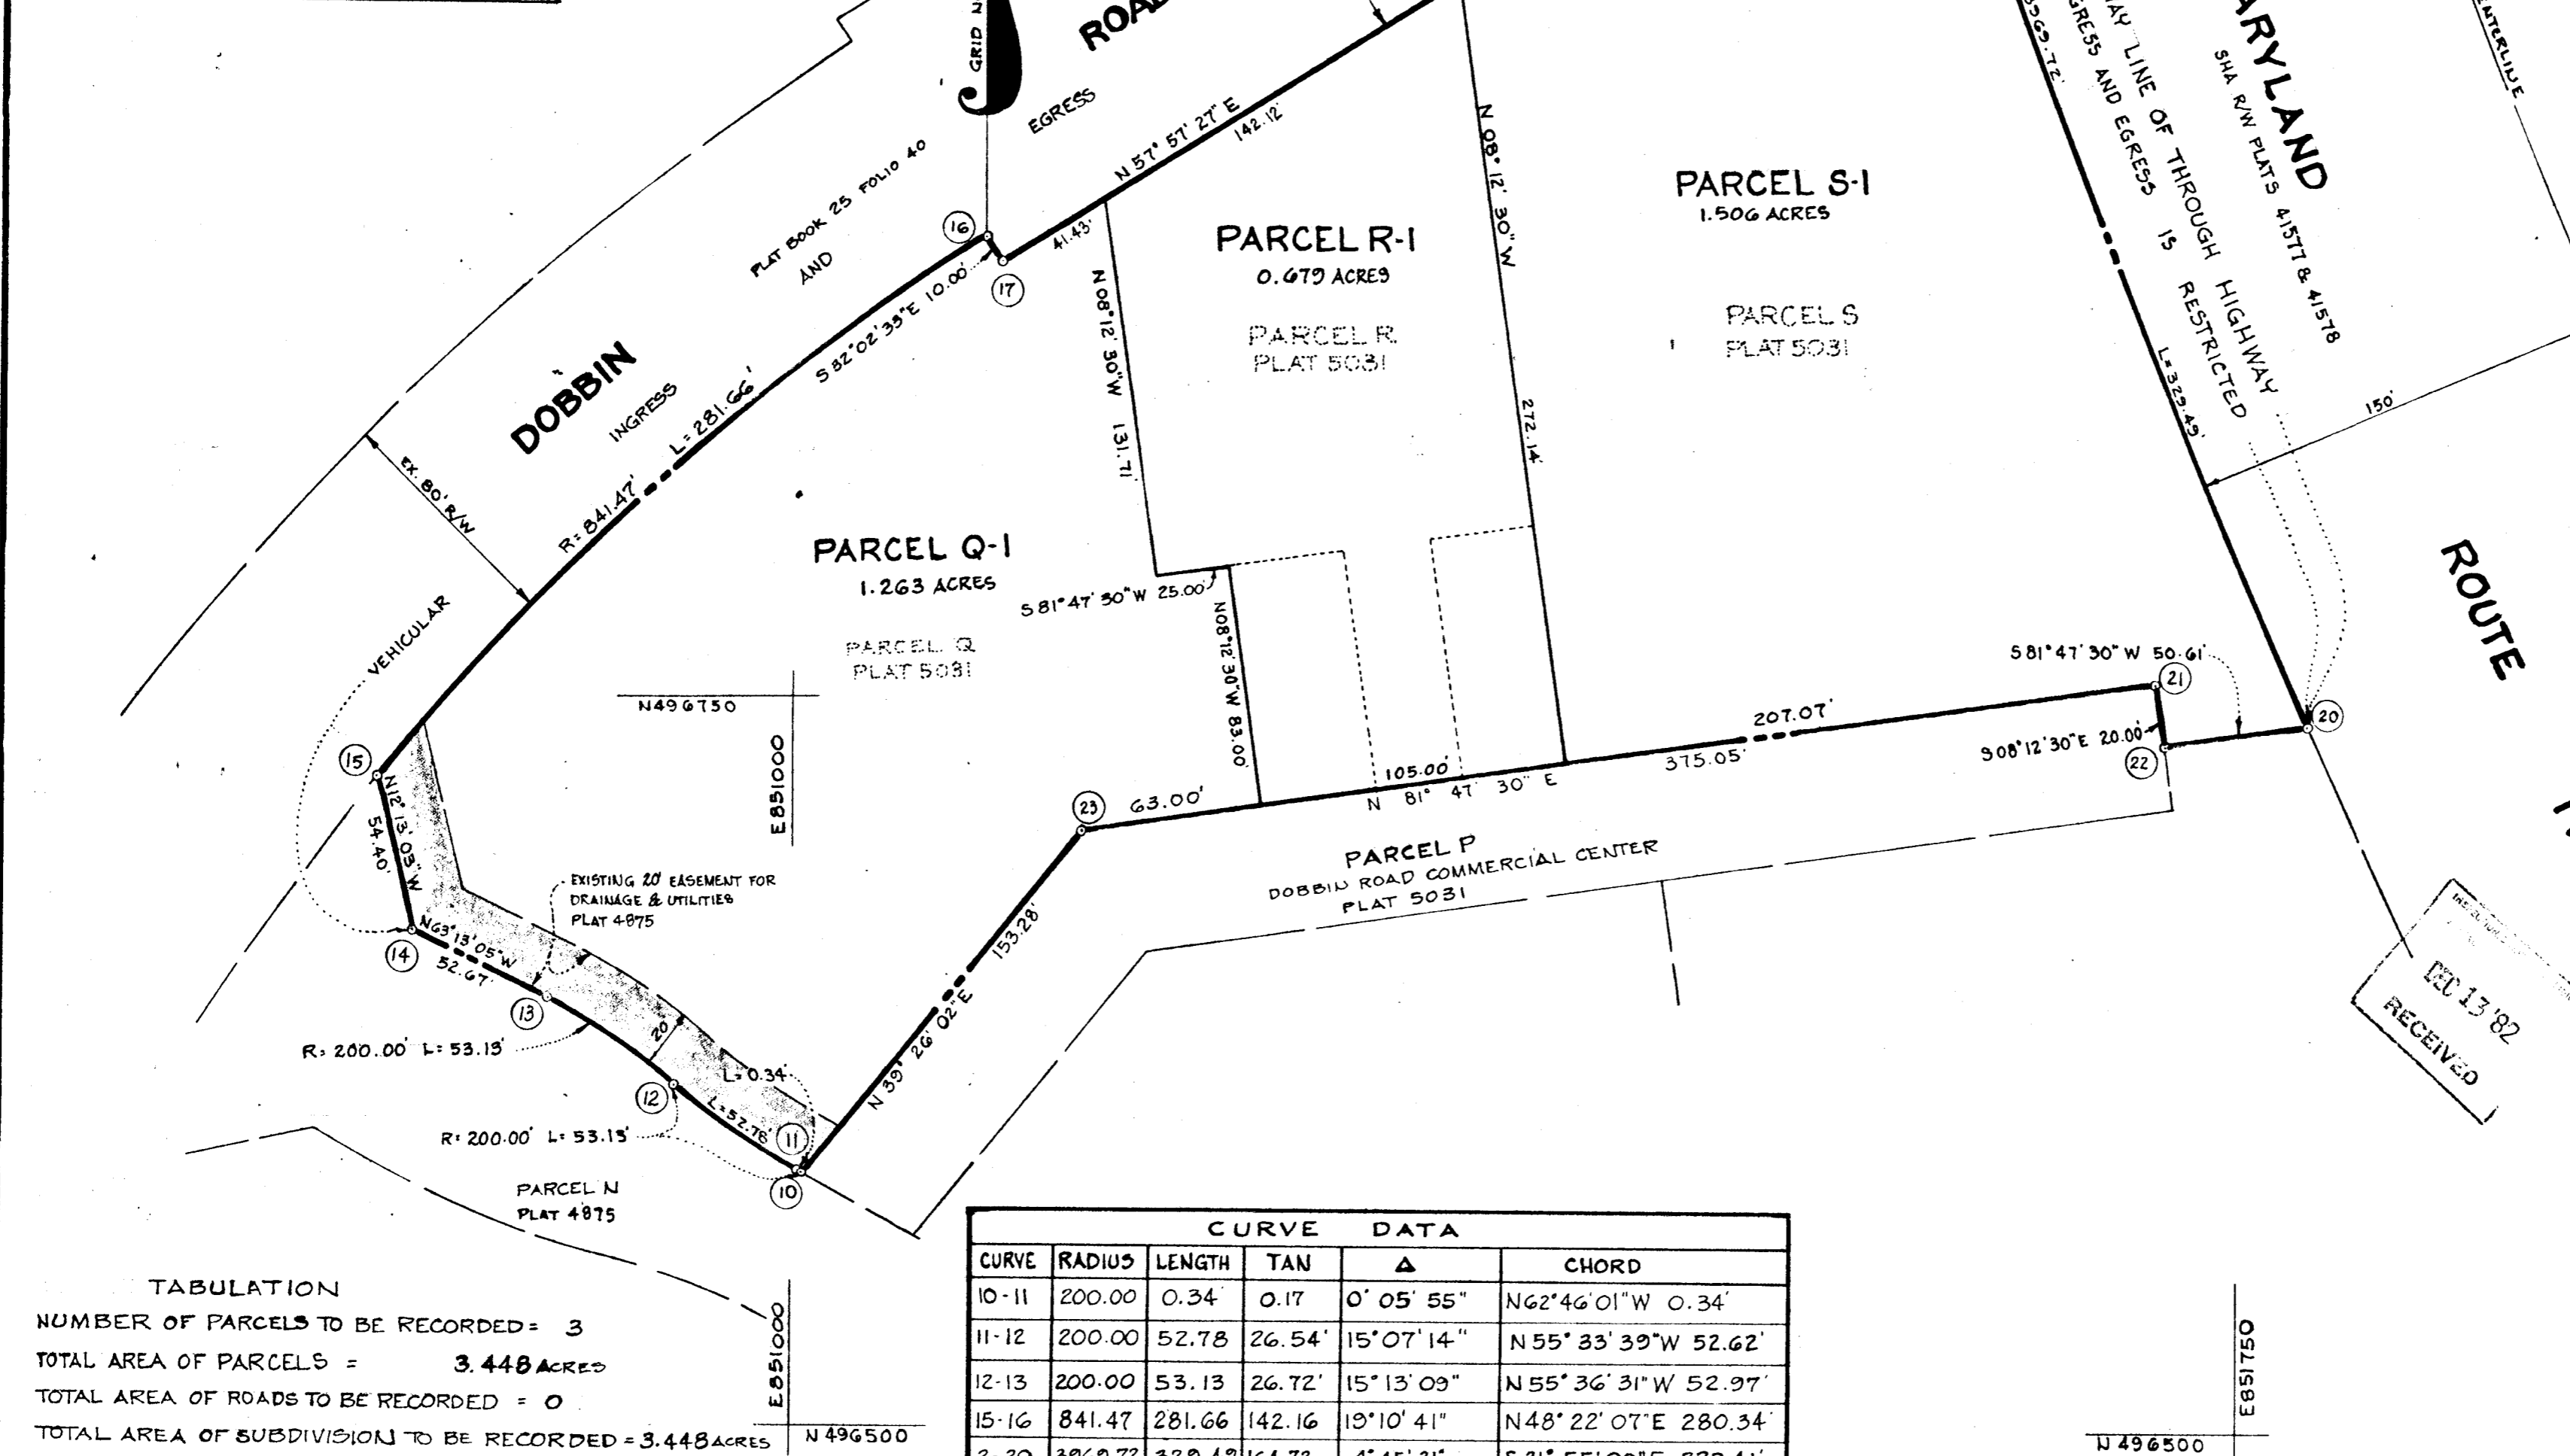 GRID N
ROAD
EGRESS
PLAT BOOK 25 FOLIO 40
AND
DOBBIN
INGRESS
EX. 80' R/W
VEHICULAR
R= 841.47'
L= 281.66'
S 32° 02' 33" E 10.00'
16
17
N 57° 57' 27" E
142.12'
41.43'
N 08° 12' 30" W 131.71'
PARCEL R-1
0.679 ACRES
PARCEL R
PLAT 5031
N 08° 12' 30" W
272.14'
PARCEL S-1
1.506 ACRES
PARCEL S
PLAT 5031
3969.72'
L=329.49'
WAY LINE OF THROUGH HIGHWAY
GRESS AND EGRESS IS RESTRICTED
ARYLAND
SHA R/W PLATS 41577 & 41578
ENTERLINE
150'
ROUTE
PARCEL Q-1
1.263 ACRES
PARCEL Q
PLAT 5031
S 81° 47' 30" W 25.00'
N08° 12' 30" W 83.00'
N496750
E851000
S 81° 47' 30" W 50.61'
21
20
S 08° 12' 30" E 20.00'
22
207.07'
375.05'
105.00'
N 81° 47' 30" E
63.00'
23
15
N12° 13' 03" W
54.40'
14
N63° 13' 05" W
52.67'
13
EXISTING 20' EASEMENT FOR
DRAINAGE & UTILITIES
PLAT 4875
R= 200.00' L= 53.13'
20'
12
L= 0.34'
L=52.78'
11
R= 200.00' L= 53.13'
10
N 39° 26' 02" E
153.28'
PARCEL P
DOBBIN ROAD COMMERCIAL CENTER
PLAT 5031
PARCEL N
PLAT 4875
DEC 13 '82
RECEIVED
TABULATION
NUMBER OF PARCELS TO BE RECORDED = 3
TOTAL AREA OF PARCELS = 3.448 ACRES
TOTAL AREA OF ROADS TO BE RECORDED = 0
TOTAL AREA OF SUBDIVISION TO BE RECORDED = 3.448 ACRES
E851000
N 496500
CURVE DATA
CURVE RADIUS LENGTH TAN Δ CHORD
10-11 200.00 0.34 0.17 0° 05' 55" N62°46'01"W 0.34'
11-12 200.00 52.78 26.54' 15°07'14" N 55° 33' 39"W 52.62'
12-13 200.00 53.13 26.72' 15°13'09" N 55° 36' 31"W 52.97'
15-16 841.47 281.66 142.16 19°10' 41" N48° 22' 07"E 280.34'
E851750
N 496500